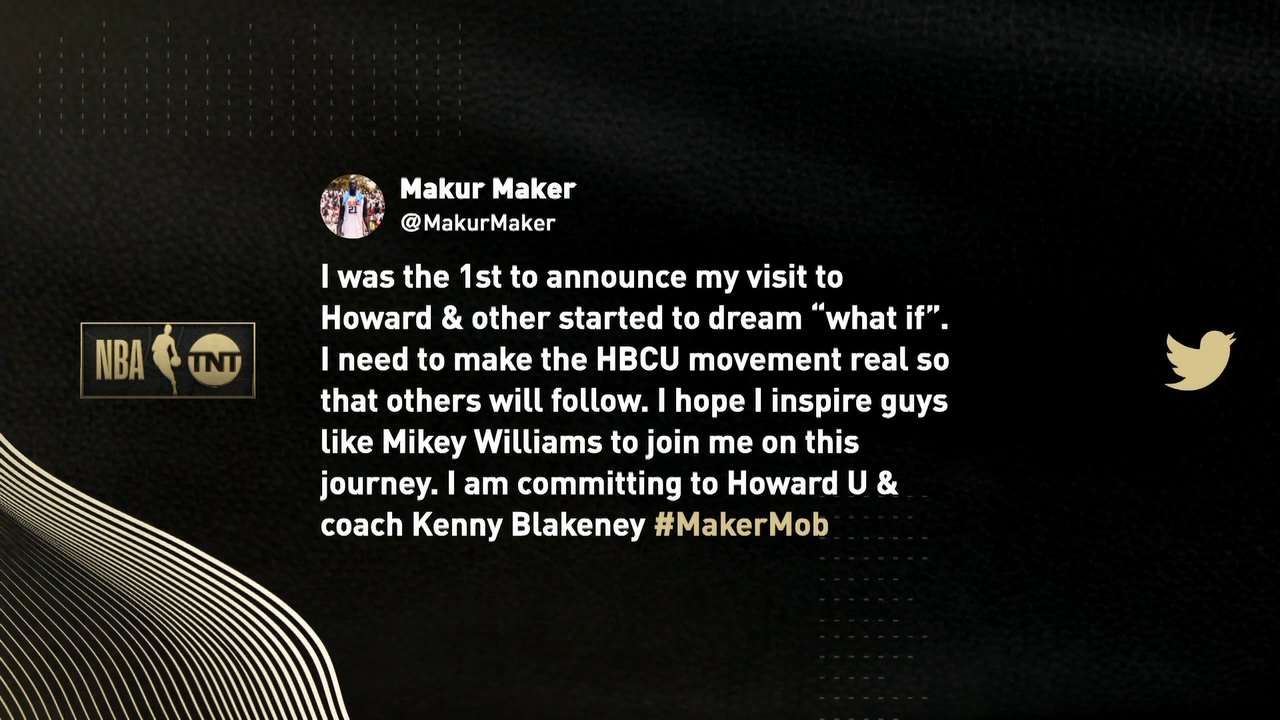 Makur Maker
@MakurMaker
I was the 1st to announce my visit to
Howard & other started to dream “what if”.
I need to make the HBCU movement real so
that others will follow. I hope I inspire guys
like Mikey Williams to join me on this
journey. I am committing to Howard U &
coach Kenny Blakeney #MakerMob
NBA TNT
21